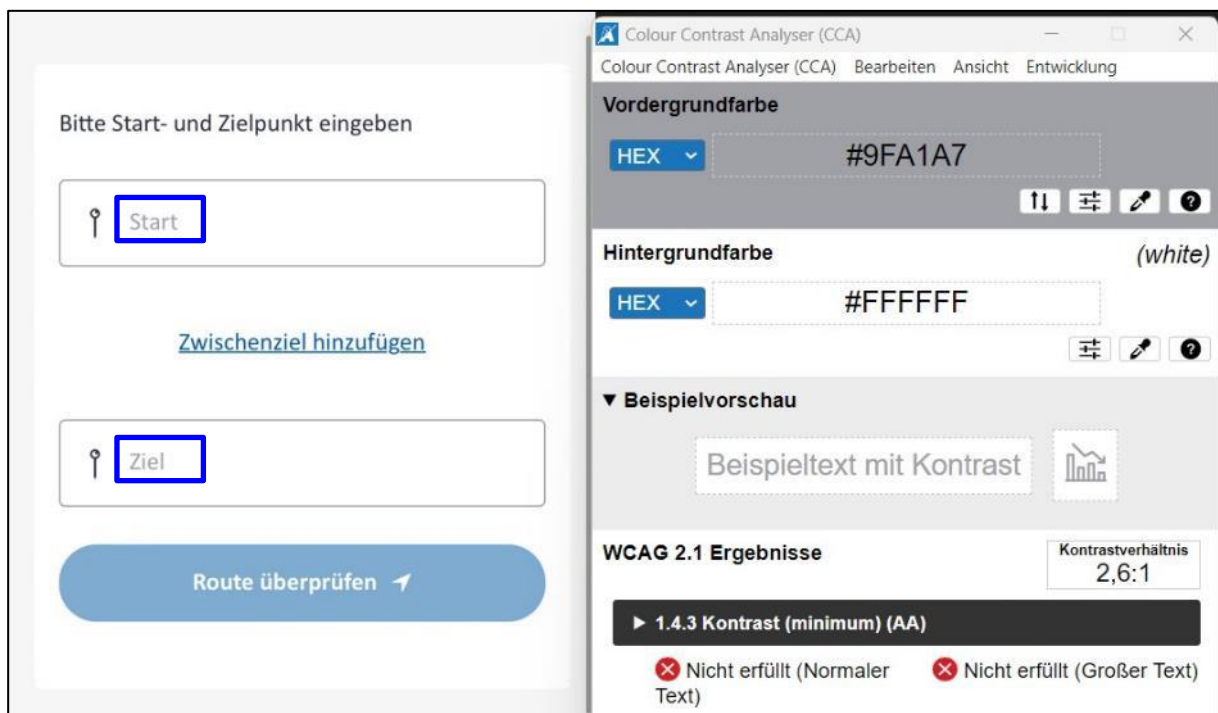 Bitte Start- und Zielpunkt eingeben
Start
Zwischenziel hinzufügen
Ziel
Route überprüfen
Colour Contrast Analyser (CCA)
Colour Contrast Analyser (CCA) Bearbeiten Ansicht Entwicklung
Vordergrundfarbe
HEX #9FA1A7
Hintergrundfarbe (white)
HEX #FFFFFF
▼ Beispielvorschau
Beispieltext mit Kontrast
WCAG 2.1 Ergebnisse
Kontrastverhältnis
2,6:1
▶ 1.4.3 Kontrast (minimum) (AA)
Nicht erfüllt (Normaler
Text)
Nicht erfüllt (Großer Text)